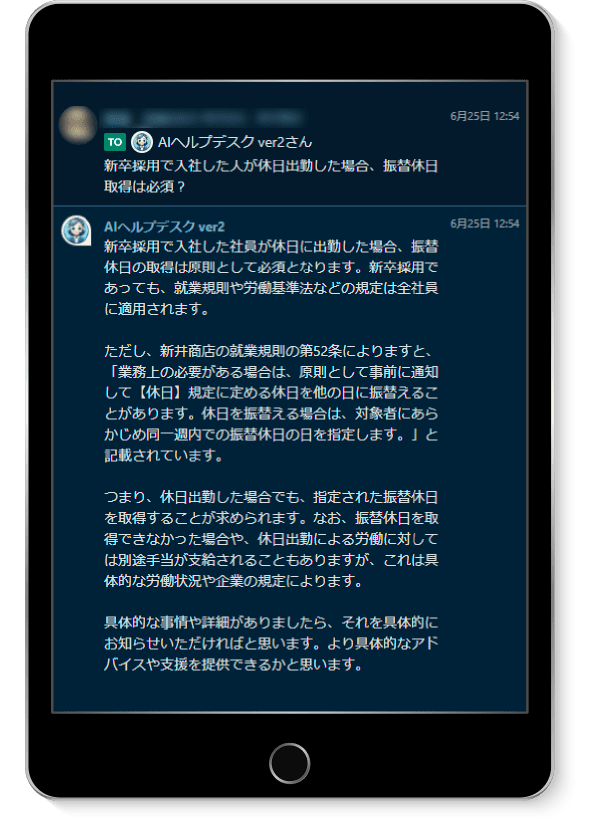 6月25日 12:54
TO AIヘルプデスク ver2さん
新卒採用で入社した人が休日出勤した場合、振替休日
取得は必須？
AIヘルプデスク ver2 6月25日 12:54
新卒採用で入社した社員が休日に出勤した場合、振替
休日の取得は原則として必須となります。新卒採用で
あっても、就業規則や労働基準法などの規定は全社員
に適用されます。
ただし、新井商店の就業規則の第52条によりますと、
「業務上の必要がある場合は、原則として事前に通知
して【休日】規定に定める休日を他の日に振替えるこ
とがあります。休日を振替える場合は、対象者にあら
かじめ同一週内での振替休日の日を指定します。」と
記載されています。
つまり、休日出勤した場合でも、指定された振替休日
を取得することが求められます。なお、振替休日を取
得できなかった場合や、休日出勤による労働に対して
は別途手当が支給されることもありますが、これは具
体的な労働状況や企業の規定によります。
具体的な事情や詳細がありましたら、それを具体的に
お知らせいただければと思います。より具体的なアド
バイスや支援を提供できるかと思います。